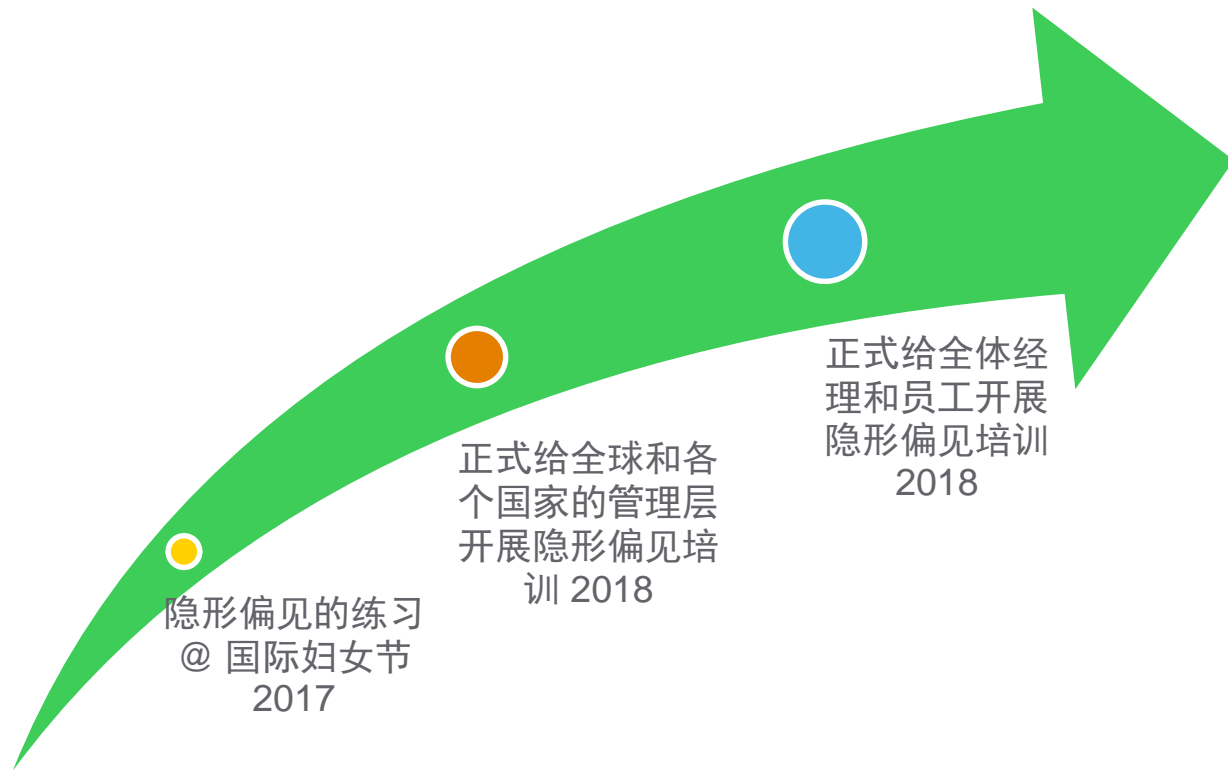 隐形偏见的练习
@ 国际妇女节
2017
正式给全球和各
个国家的管理层
开展隐形偏见培
训 2018
正式给全体经
理和员工开展
隐形偏见培训
2018